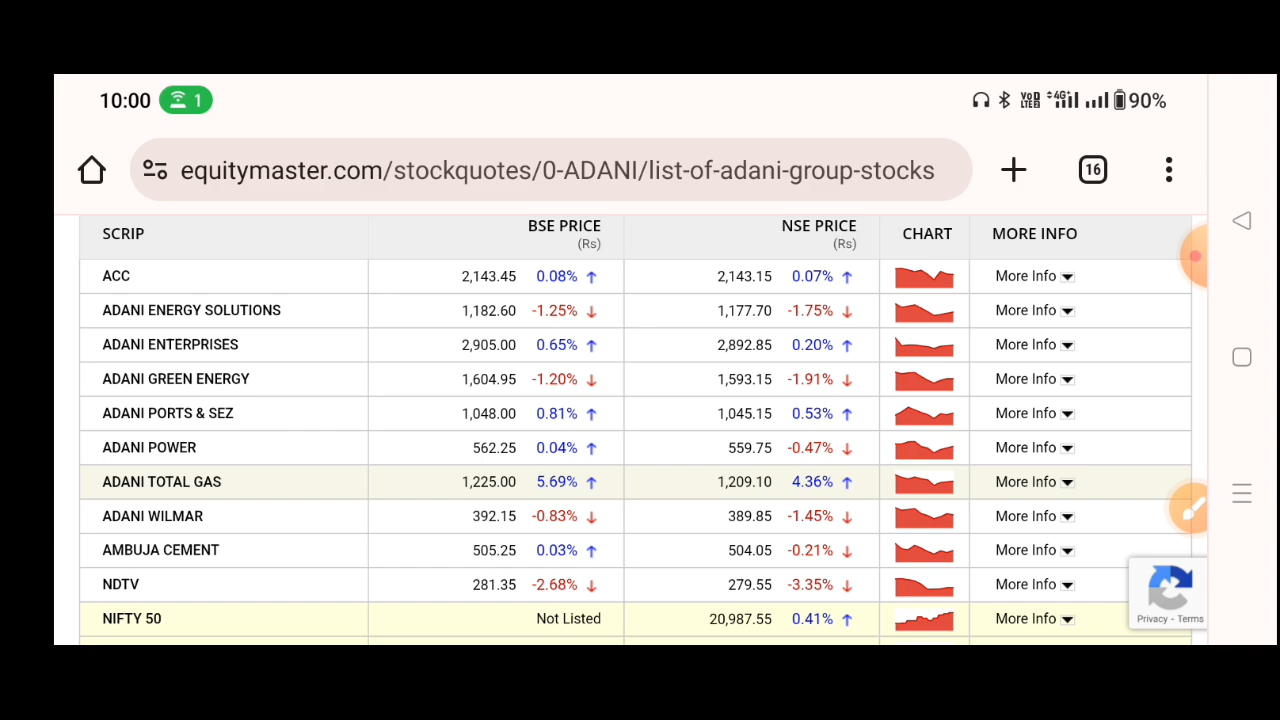 10:00 1 VoD LTE2 4G+ 90%
equitymaster.com/stockquotes/0-ADANI/list-of-adani-group-stocks 16
SCRIP BSE PRICE (Rs) NSE PRICE (Rs) CHART MORE INFO
ACC 2,143.45 0.08% ↑ 2,143.15 0.07% ↑ More Info
ADANI ENERGY SOLUTIONS 1,182.60 -1.25% ↓ 1,177.70 -1.75% ↓ More Info
ADANI ENTERPRISES 2,905.00 0.65% ↑ 2,892.85 0.20% ↑ More Info
ADANI GREEN ENERGY 1,604.95 -1.20% ↓ 1,593.15 -1.91% ↓ More Info
ADANI PORTS & SEZ 1,048.00 0.81% ↑ 1,045.15 0.53% ↑ More Info
ADANI POWER 562.25 0.04% ↑ 559.75 -0.47% ↓ More Info
ADANI TOTAL GAS 1,225.00 5.69% ↑ 1,209.10 4.36% ↑ More Info
ADANI WILMAR 392.15 -0.83% ↓ 389.85 -1.45% ↓ More Info
AMBUJA CEMENT 505.25 0.03% ↑ 504.05 -0.21% ↓ More Info
NDTV 281.35 -2.68% ↓ 279.55 -3.35% ↓ More Info
NIFTY 50 Not Listed 20,987.55 0.41% ↑ More Info
Privacy - Terms